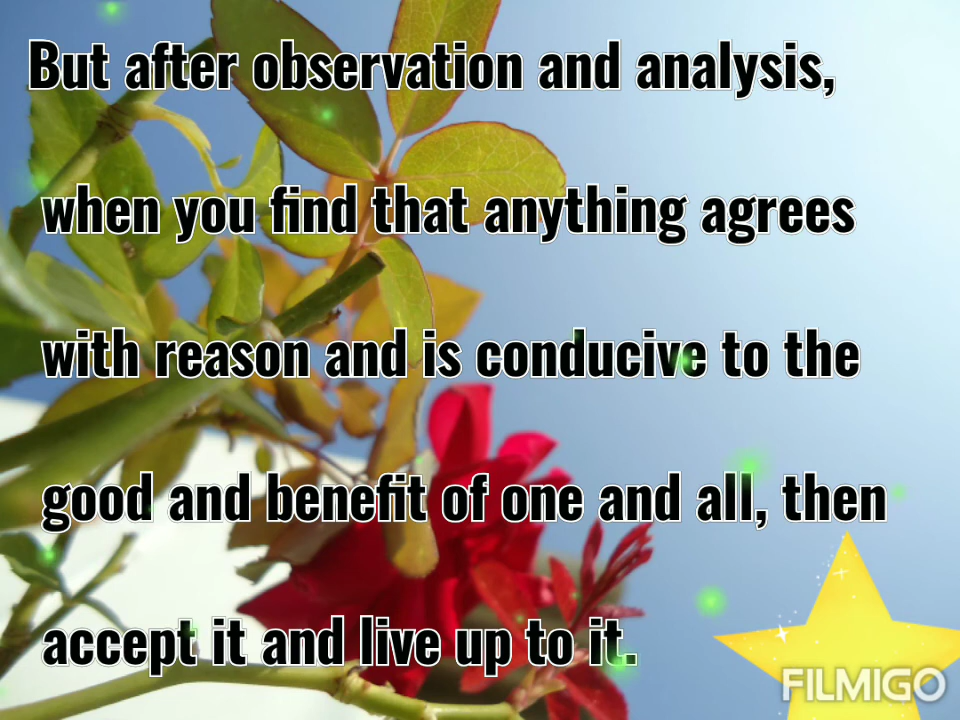 But after observation and analysis,
when you find that anything agrees
with reason and is conducive to the
good and benefit of one and all, then
accept it and live up to it.
FILMIGO